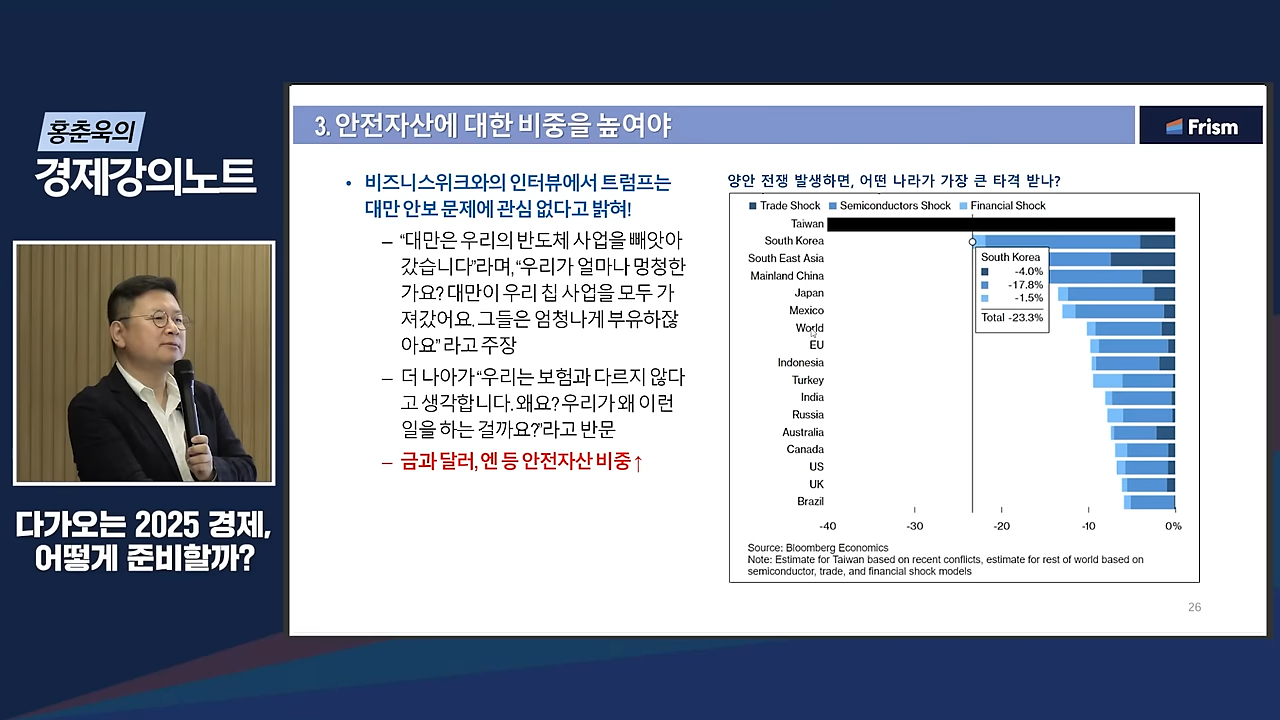 홍춘욱의
경제강의노트
다가오는 2025 경제,
어떻게 준비할까?
3. 안전자산에 대한 비중을 높여야
Frism
• 비즈니스위크와의 인터뷰에서 트럼프는
대만 안보 문제에 관심 없다고 밝혀!
– “대만은 우리의 반도체 사업을 빼앗아
갔습니다”라며, “우리가 얼마나 멍청한
가요? 대만이 우리 칩 사업을 모두 가
져갔어요. 그들은 엄청나게 부유하잖
아요” 라고 주장
– 더 나아가 “우리는 보험과 다르지 않다
고 생각합니다. 왜요? 우리가 왜 이런
일을 하는 걸까요?”라고 반문
– 금과 달러, 엔 등 안전자산 비중↑
양안 전쟁 발생하면, 어떤 나라가 가장 큰 타격 받나?
Trade Shock Semiconductors Shock Financial Shock
Taiwan
South Korea
South East Asia
Mainland China
Japan
Mexico
World
EU
Indonesia
Turkey
India
Russia
Australia
Canada
US
UK
Brazil
South Korea
-4.0%
-17.8%
-1.5%
Total -23.3%
-40 -30 -20 -10 0%
Source: Bloomberg Economics
Note: Estimate for Taiwan based on recent conflicts, estimate for rest of world based on
semiconductor, trade, and financial shock models
26